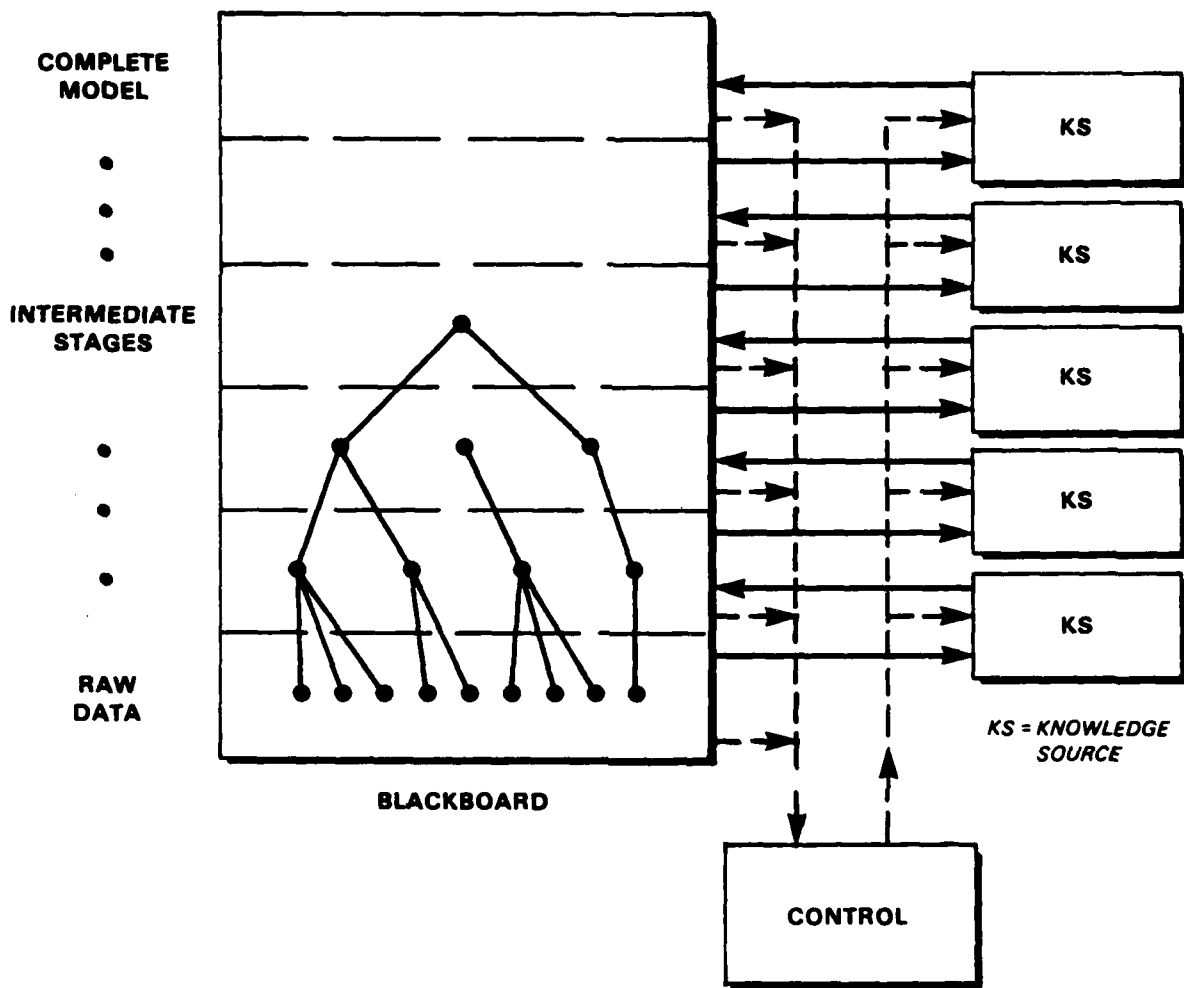 COMPLETE
MODEL
INTERMEDIATE
STAGES
RAW
DATA
BLACKBOARD
KS
KS
KS
KS
KS
KS = KNOWLEDGE
SOURCE
CONTROL